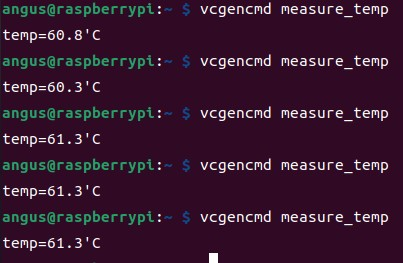 angus@raspberrypi:~ $ vcgencmd measure_temp
temp=60.8'C
angus@raspberrypi:~ $ vcgencmd measure_temp
temp=60.3'C
angus@raspberrypi:~ $ vcgencmd measure_temp
temp=61.3'C
angus@raspberrypi:~ $ vcgencmd measure_temp
temp=61.3'C
angus@raspberrypi:~ $ vcgencmd measure_temp
temp=61.3'C